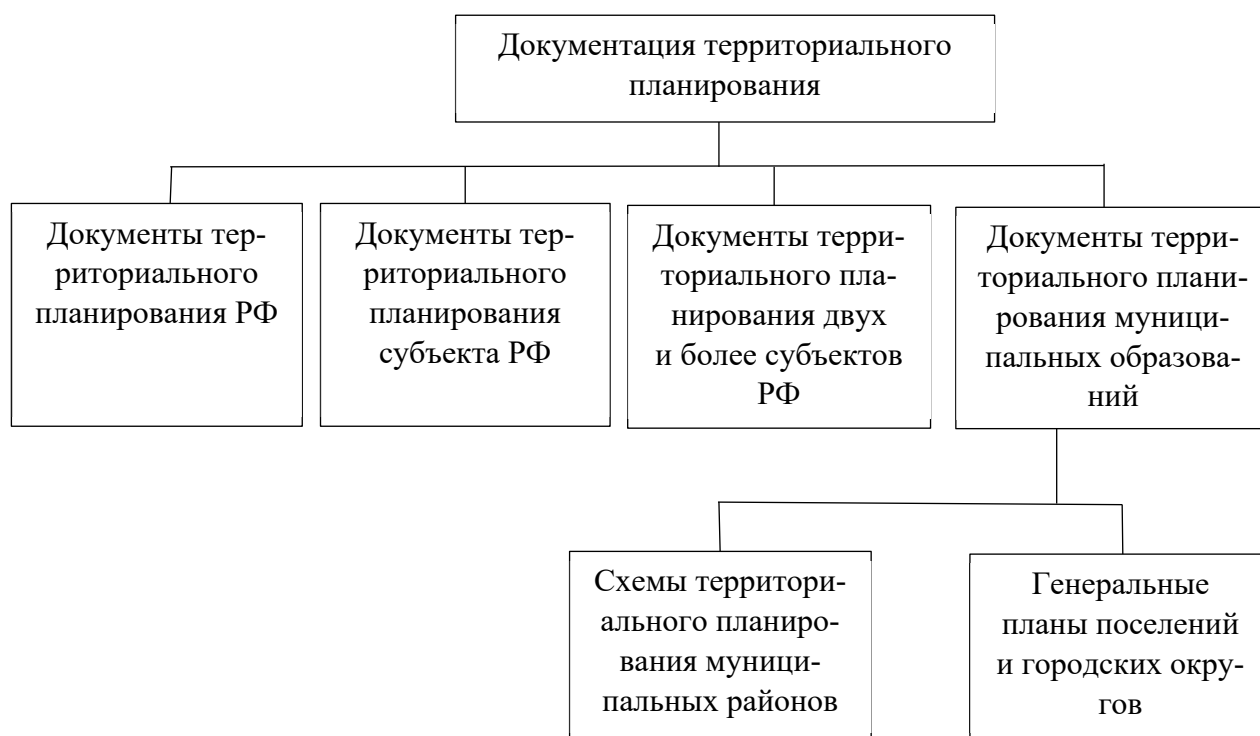 Документация территориального
планирования
Документы тер-
риториального
планирования РФ
Документы тер-
риториального
планирования
субъекта РФ
Документы терри-
ториального пла-
нирования двух
и более субъектов
РФ
Документы терри-
ториального плани-
рования муници-
пальных образова-
ний
Схемы территори-
ального планиро-
вания муници-
пальных районов
Генеральные
планы поселений
и городских окру-
гов